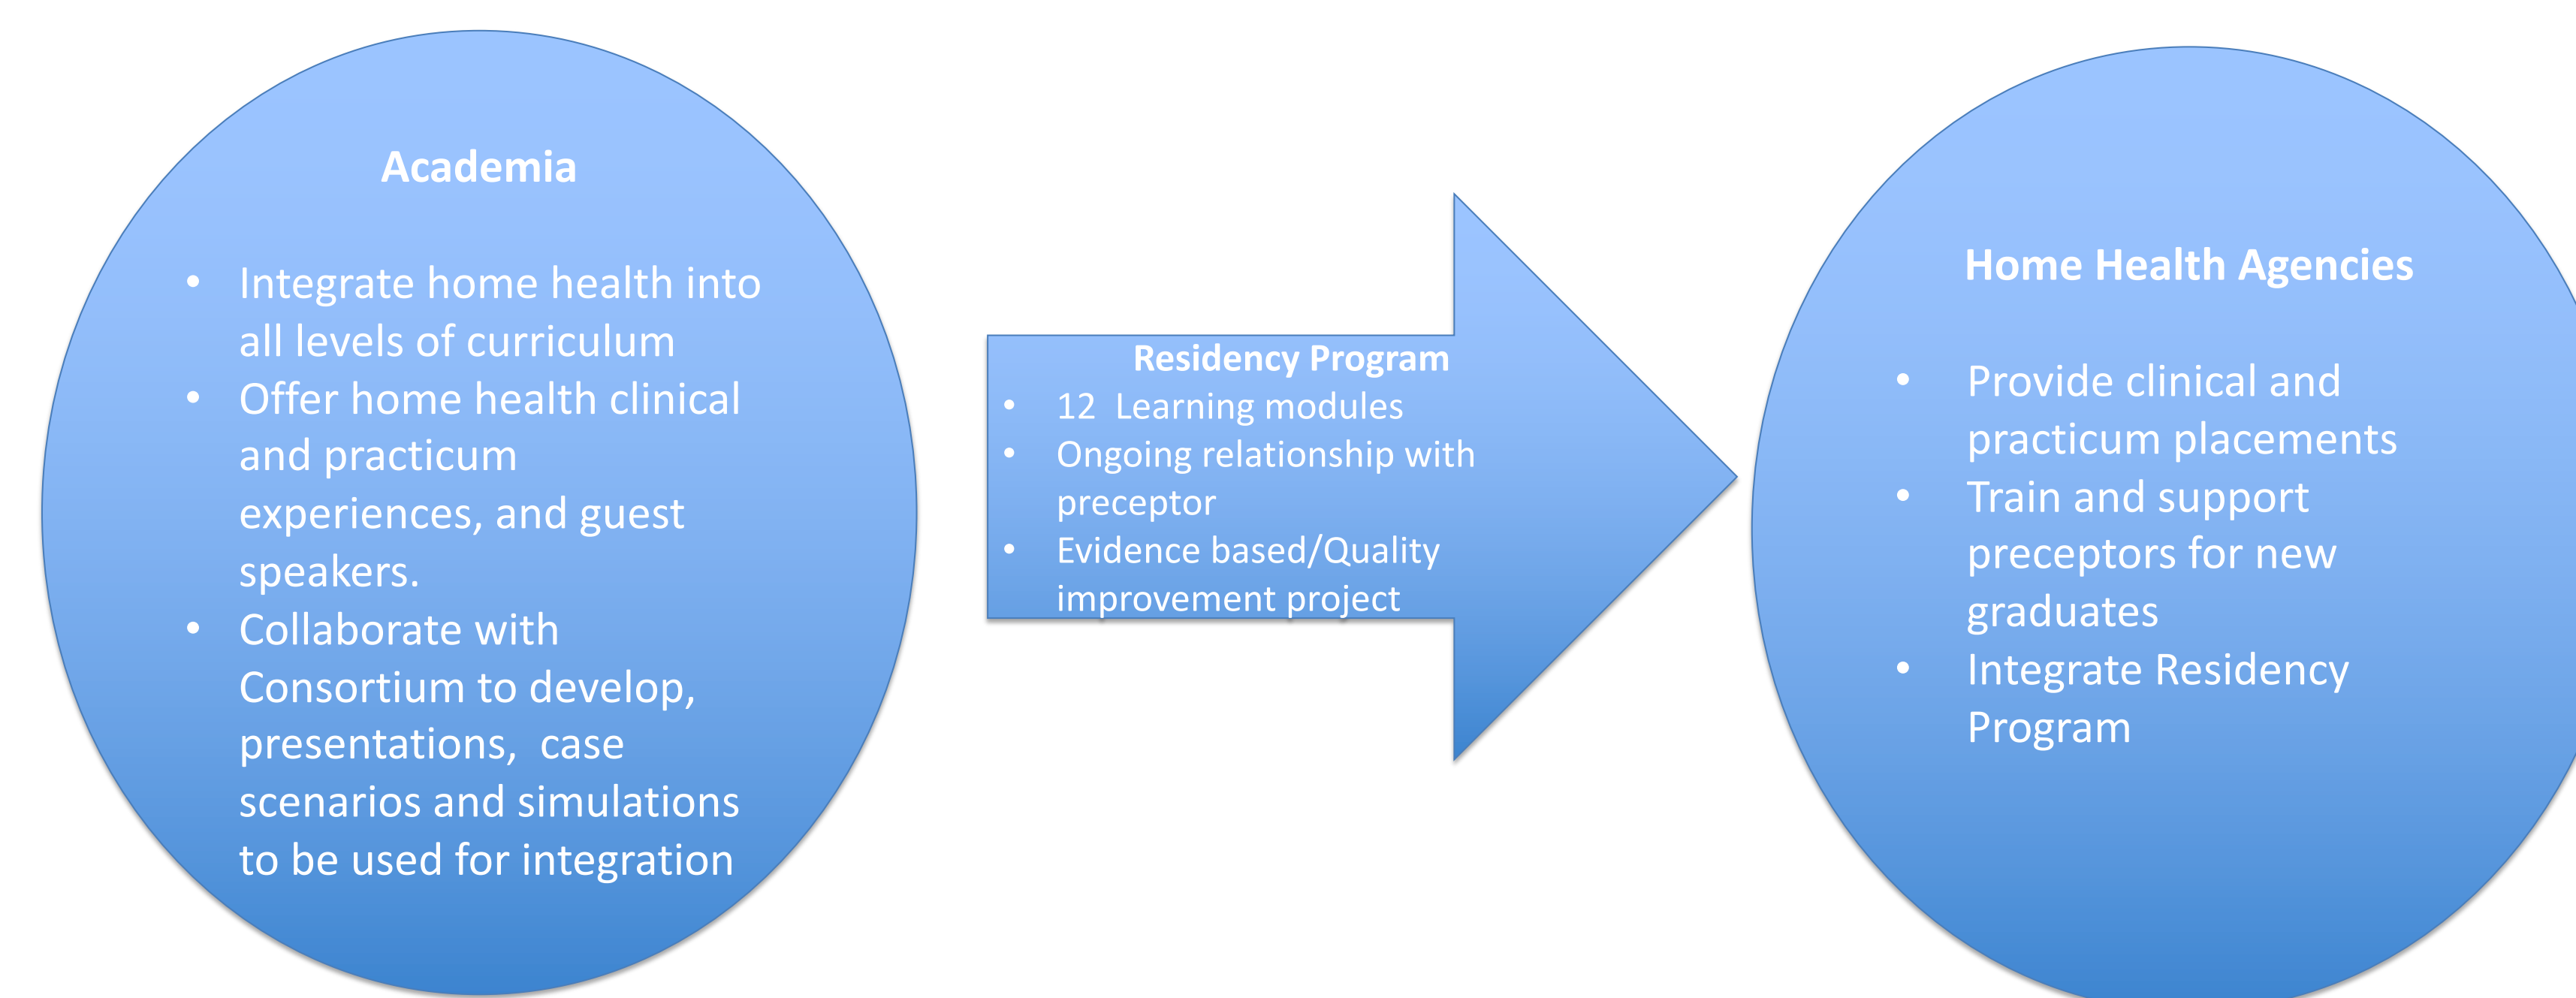 Academia
• Integrate home health into
all levels of curriculum
• Offer home health clinical
and practicum
experiences, and guest
speakers.
• Collaborate with
Consortium to develop,
presentations,  case
scenarios and simulations
to be used for integration
Residency Program
• 12  Learning modules
• Ongoing relationship with
preceptor
• Evidence based/Quality
improvement project
Home Health Agencies
• Provide clinical and
practicum placements
• Train and support
preceptors for new
graduates
• Integrate Residency
Program